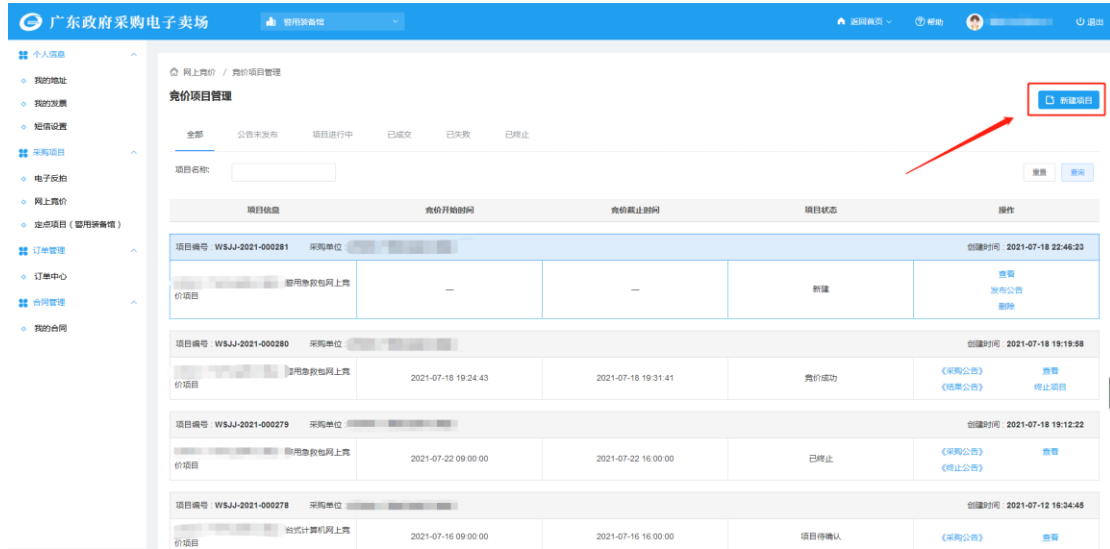 广东政府采购电子卖场
警用装备馆
返回首页
帮助
退出
个人信息
我的地址
我的发票
短信设置
采购项目
电子反拍
网上竞价
定点项目（警用装备馆）
订单管理
订单中心
合同管理
我的合同
网上竞价 / 竞价项目管理
竞价项目管理
新建项目
全部 公告未发布 项目进行中 已成交 已失败 已终止
项目名称:
重置 查询
项目信息 竞价开始时间 竞价截止时间 项目状态 操作
项目编号：WSJJ-2021-000281 采购单位： 创建时间：2021-07-18 22:46:23
警用急救包网上竞
价项目
— — 新建
查看
发布公告
删除
项目编号：WSJJ-2021-000280 采购单位： 创建时间：2021-07-18 19:19:58
警用急救包网上竞
价项目
2021-07-18 19:24:43 2021-07-18 19:31:41 竞价成功
《采购公告》 查看
《结果公告》 终止项目
项目编号：WSJJ-2021-000279 采购单位： 创建时间：2021-07-18 19:12:22
警用急救包网上竞
价项目
2021-07-22 09:00:00 2021-07-22 16:00:00 已终止
《采购公告》 查看
《终止公告》
项目编号：WSJJ-2021-000278 采购单位： 创建时间：2021-07-12 16:34:45
台式计算机网上竞
价项目
2021-07-16 09:00:00 2021-07-16 16:00:00 项目待确认
《采购公告》 查看